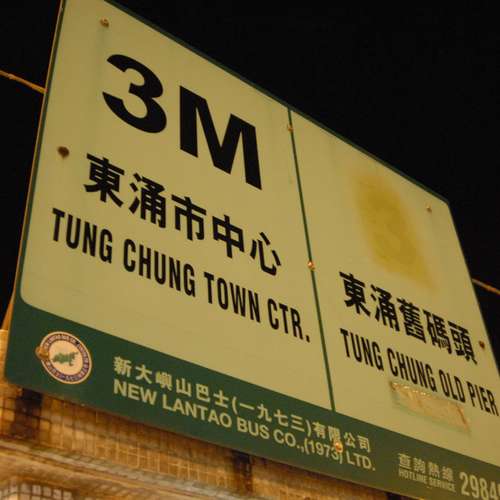 3M
東涌市中心
TUNG CHUNG TOWN CTR.
3
東涌舊碼頭
TUNG CHUNG OLD PIER
新大嶼山巴士(一九七三)有限公司
NEW LANTAO BUS CO.,(1973) LTD.
查詢熱線
HOTLINE SERVICE 2984